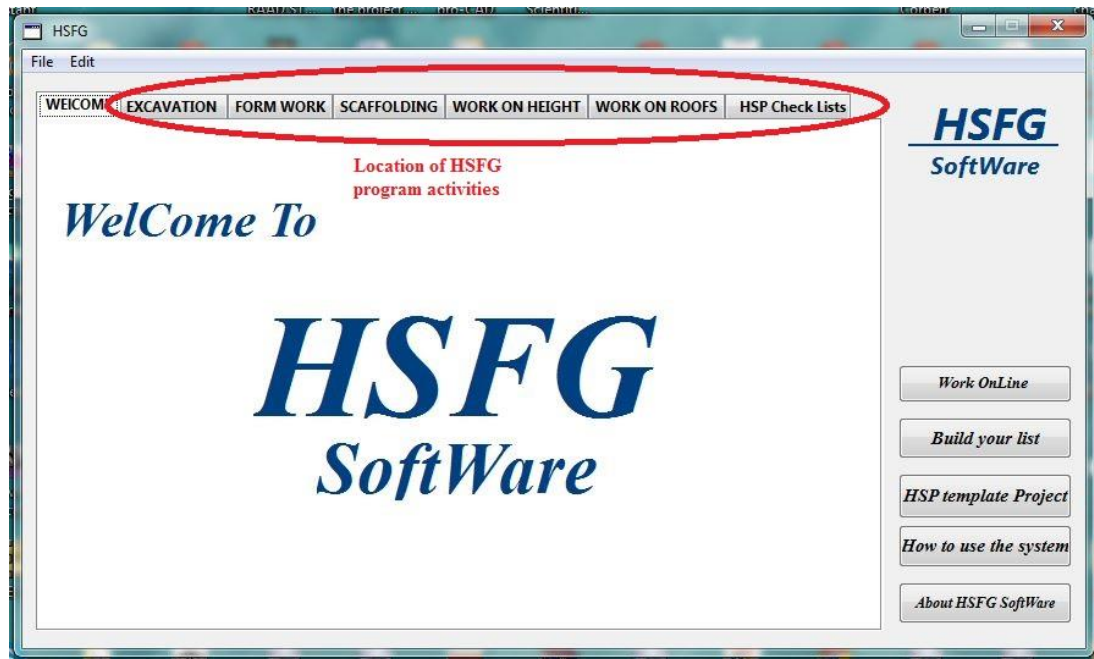 HSFG
File Edit
EXCAVATION FORM WORK SCAFFOLDING WORK ON HEIGHT WORK ON ROOFS HSP Check Lists
HSFG
SoftWare
Location of HSFG
program activities
WelCome To
HSFG
SoftWare
Work OnLine
Build your list
HSP template Project
How to use the system
About HSFG SoftWare